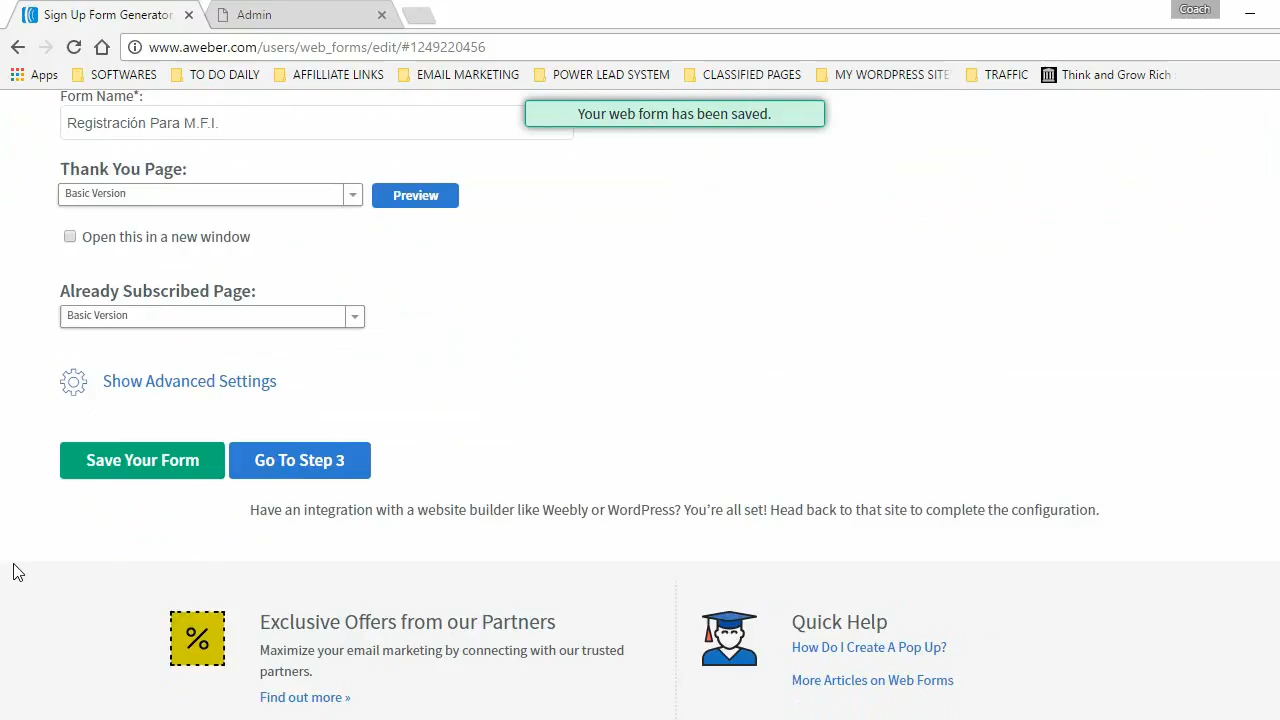 Sign Up Form Generator
Admin
Coach
www.aweber.com/users/web_forms/edit/#1249220456
Apps
SOFTWARES
TO DO DAILY
AFFILLIATE LINKS
EMAIL MARKETING
POWER LEAD SYSTEM
CLASSIFIED PAGES
MY WORDPRESS SITE
TRAFFIC
Think and Grow Rich
Form Name*:
Your web form has been saved.
Registración Para M.F.I.
Thank You Page:
Basic Version
Preview
Open this in a new window
Already Subscribed Page:
Basic Version
Show Advanced Settings
Save Your Form
Go To Step 3
Have an integration with a website builder like Weebly or WordPress? You're all set! Head back to that site to complete the configuration.
%
Exclusive Offers from our Partners
Maximize your email marketing by connecting with our trusted
partners.
Find out more »
Quick Help
How Do I Create A Pop Up?
More Articles on Web Forms